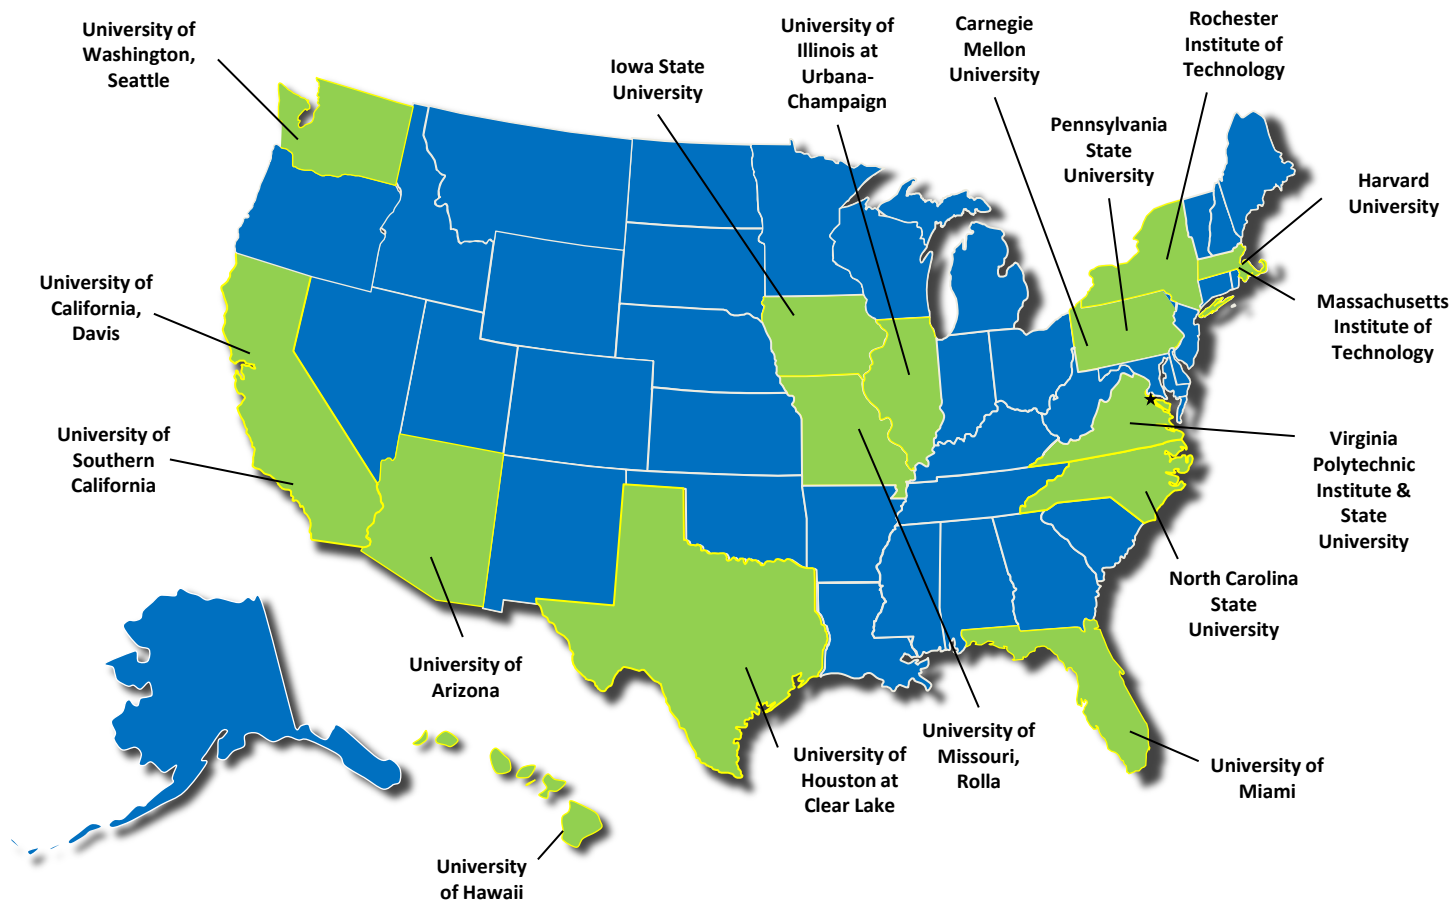 University of
Washington,
Seattle
Iowa State
University
University of
Illinois at
Urbana-
Champaign
Carnegie
Mellon
University
Rochester
Institute of
Technology
Pennsylvania
State
University
Harvard
University
Massachusetts
Institute of
Technology
University of
California,
Davis
University of
Southern
California
Virginia
Polytechnic
Institute &
State
University
North Carolina
State
University
University of
Arizona
University of
Houston at
Clear Lake
University of
Missouri,
Rolla
University of
Miami
University
of Hawaii